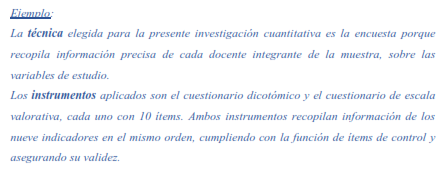 Ejemplo:
La técnica elegida para la presente investigación cuantitativa es la encuesta porque
recopila información precisa de cada docente integrante de la muestra, sobre las
variables de estudio.
Los instrumentos aplicados son el cuestionario dicotómico y el cuestionario de escala
valorativa, cada uno con 10 ítems. Ambos instrumentos recopilan información de los
nueve indicadores en el mismo orden, cumpliendo con la función de ítems de control y
asegurando su validez.